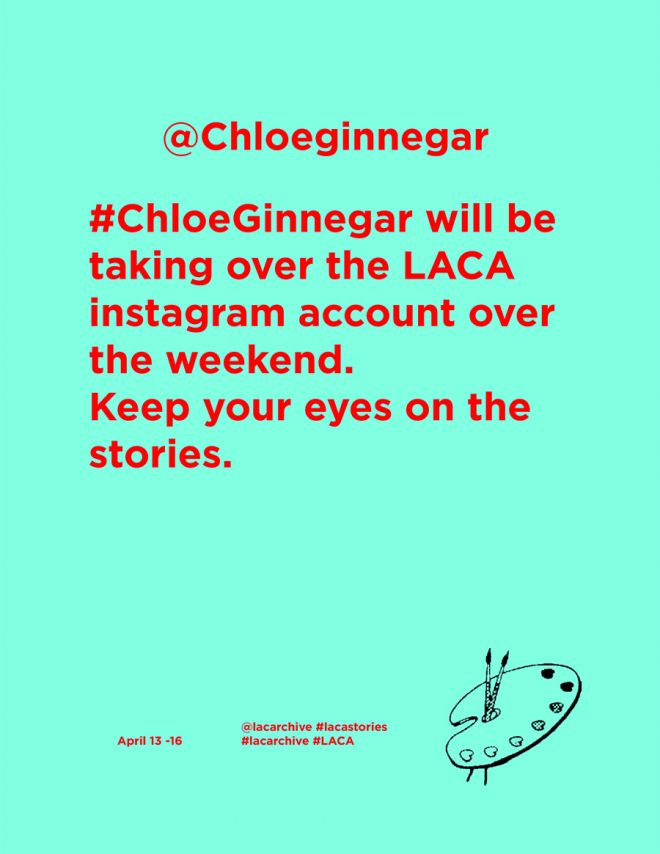 @Chloeginnegar
#ChloeGinnegar will be
taking over the LACA
instagram account over
the weekend.
Keep your eyes on the
stories.
April 13 -16
@lacarchive #lacastories
#lacarchive #LACA